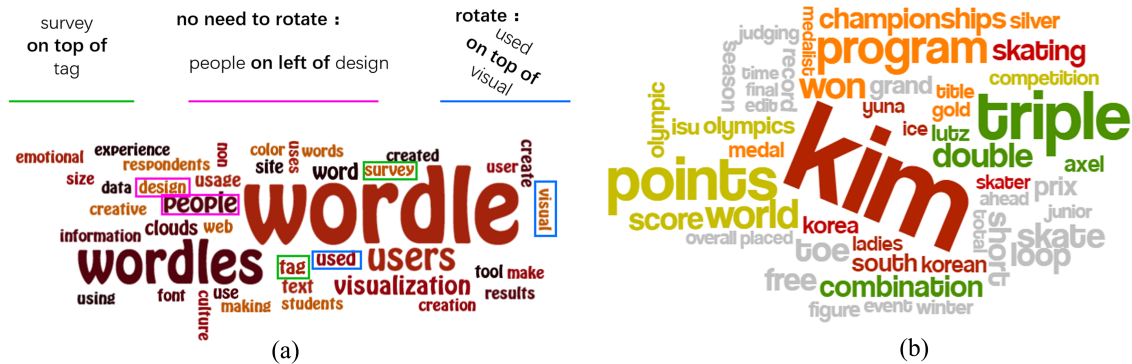 survey
on top of
tag
no need to rotate :
people on left of design
rotate :
used
on top of
visual
emotional experience respondents non color uses words created user create
size data design usage site word survey visual
creative people wordle
information clouds web
wordles tag used users
using font culture use making text students visualization tool make
creation results
(a)
medalist championships silver
judging program skating
season record time final edit won grand title competition
olympic isu olympics yuna gold triple
medal kim ice lutz double axel
points skater prix
score world korea ahead junior
overall placed toe ladies total short skate
free south korean loop
combination
figure event winter
(b)